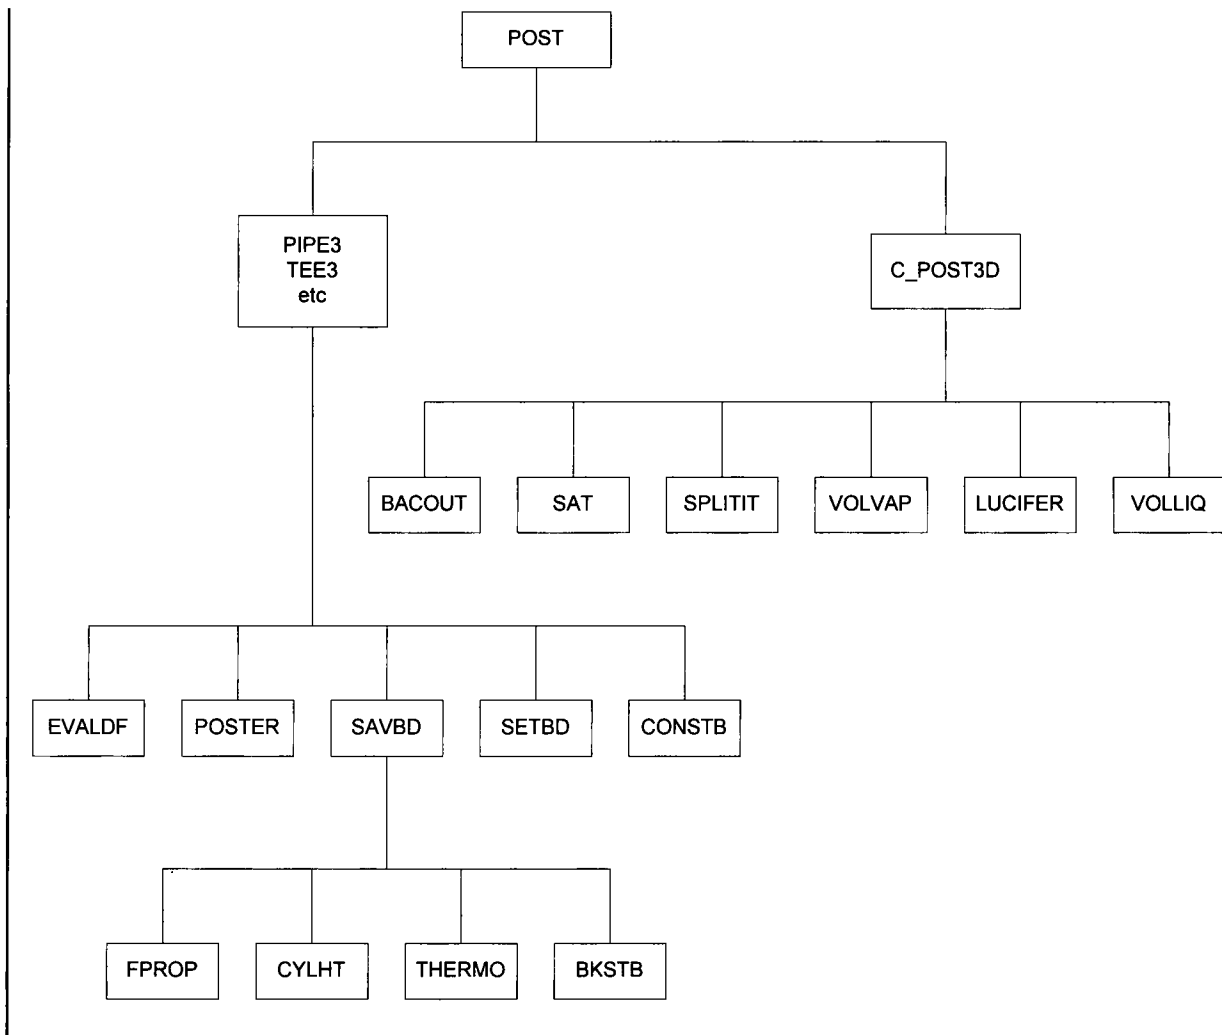 POST
PIPE3
TEE3
etc
C_POST3D
BACOUT
SAT
SPLITIT
VOLVAP
LUCIFER
VOLLIQ
EVALDF
POSTER
SAVBD
SETBD
CONSTB
FPROP
CYLHT
THERMO
BKSTB